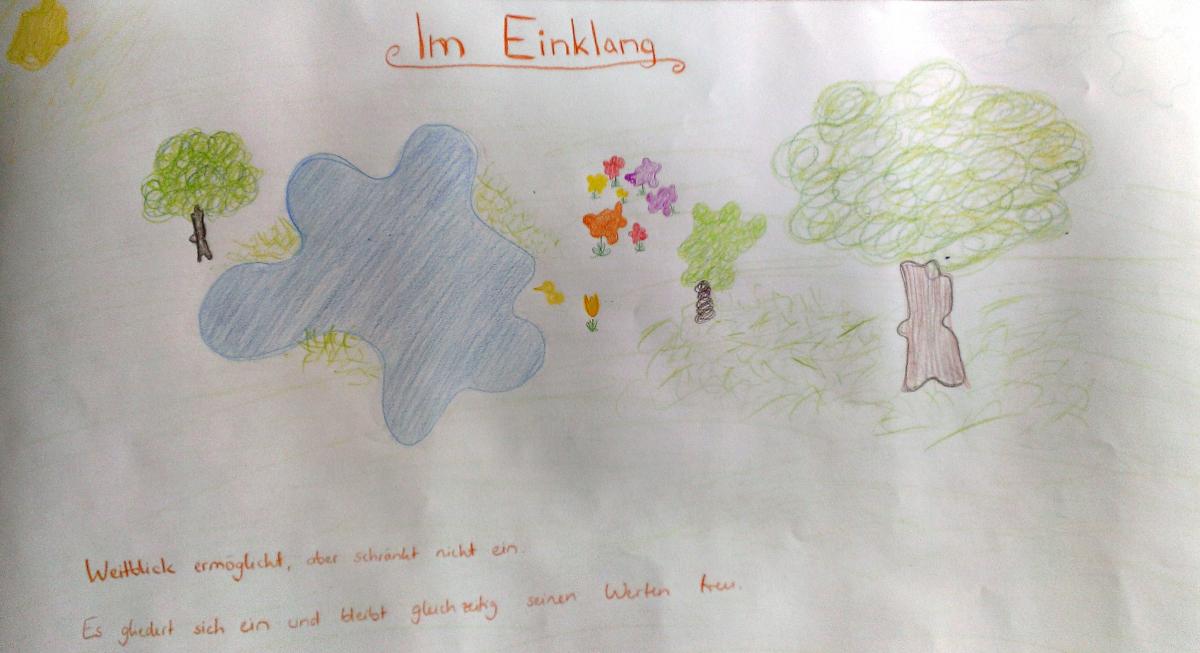 Im Einklang
Weitblick ermöglicht, aber schränkt nicht ein.
Es gliedert sich ein und bleibt gleichzeitig seinen Werten treu.